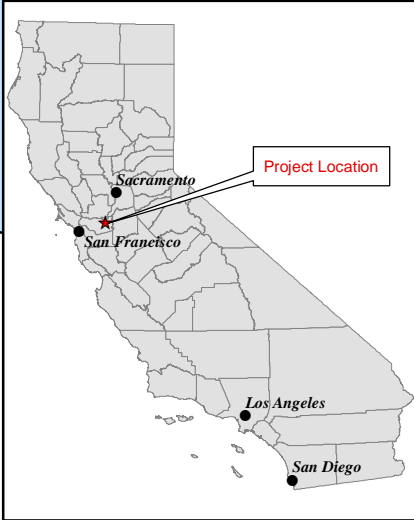 Project Location
Sacramento
San Francisco
Los Angeles
San Diego